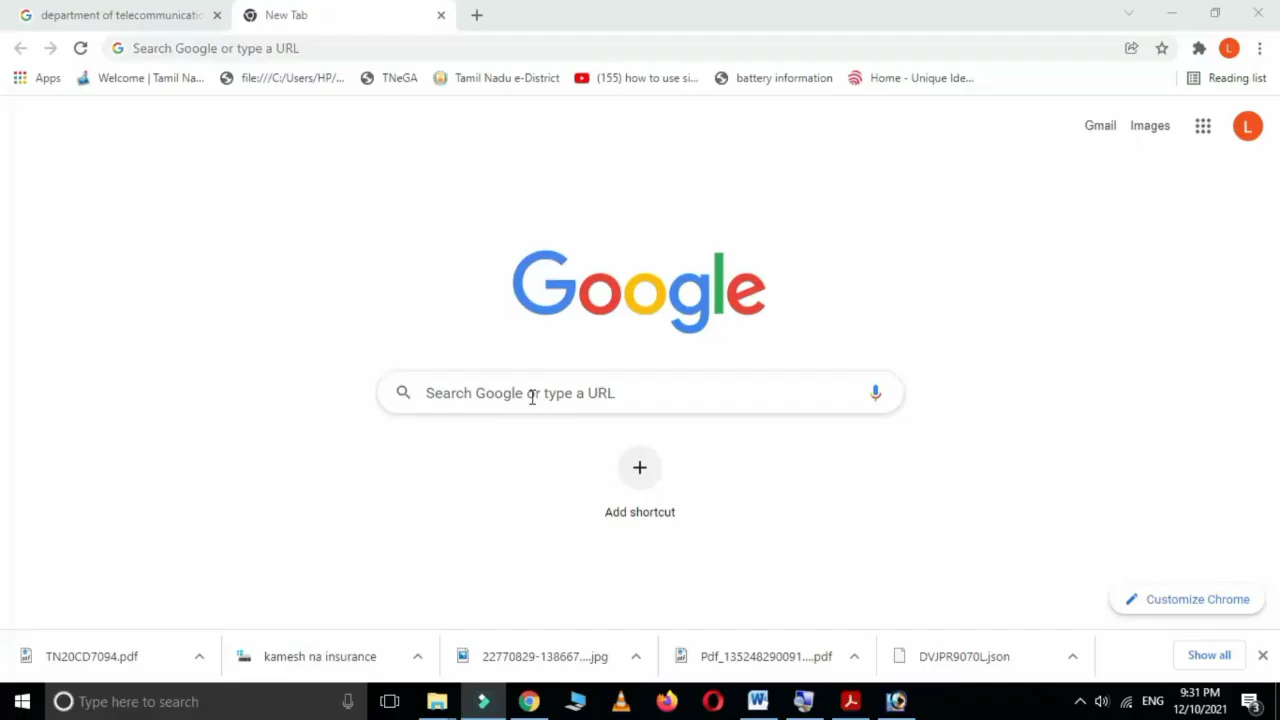 department of telecommunicatio
New Tab
Search Google or type a URL
Apps
Welcome | Tamil Na...
file:///C:/Users/HP/...
TNeGA
Tamil Nadu e-District
(155) how to use si...
battery information
Home - Unique Ide...
Reading list
L
Gmail Images
L
Google
Search Google or type a URL
Add shortcut
Customize Chrome
TN20CD7094.pdf
kamesh na insurance
22770829-138667....jpg
Pdf_135248290091....pdf
DVJPR9070L.json
Show all
Type here to search
ENG
9:31 PM
12/10/2021
3